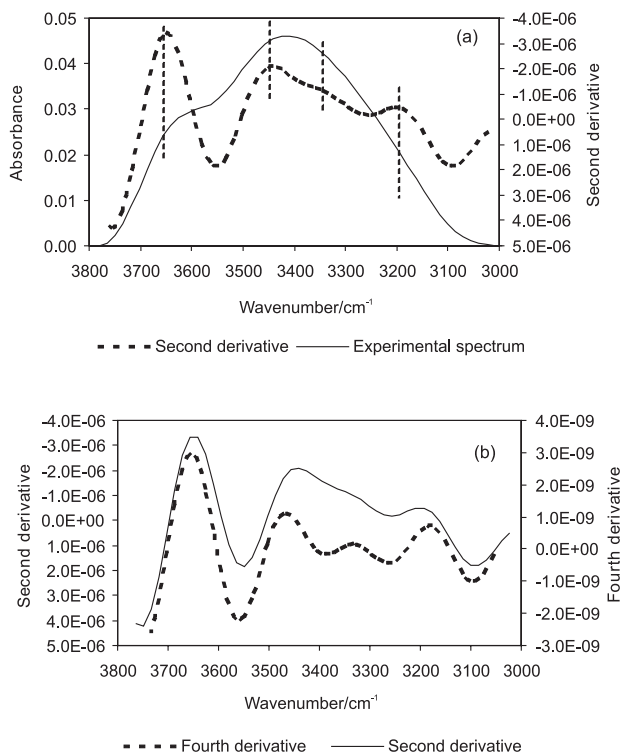 (a)
Absorbance
0.05
0.04
0.03
0.02
0.01
0.00
-4.0E-06
-3.0E-06
-2.0E-06
-1.0E-06
0.0E+00
1.0E-06
2.0E-06
3.0E-06
4.0E-06
5.0E-06
Second derivative
3800 3700 3600 3500 3400 3300 3200 3100 3000
Wavenumber/cm-1
Second derivative Experimental spectrum
(b)
Second derivative
-4.0E-06
-3.0E-06
-2.0E-06
-1.0E-06
0.0E+00
1.0E-06
2.0E-06
3.0E-06
4.0E-06
5.0E-06
4.0E-09
3.0E-09
2.0E-09
1.0E-09
0.0E+00
-1.0E-09
-2.0E-09
-3.0E-09
Fourth derivative
3800 3700 3600 3500 3400 3300 3200 3100 3000
Wavenumber/cm-1
Fourth derivative Second derivative